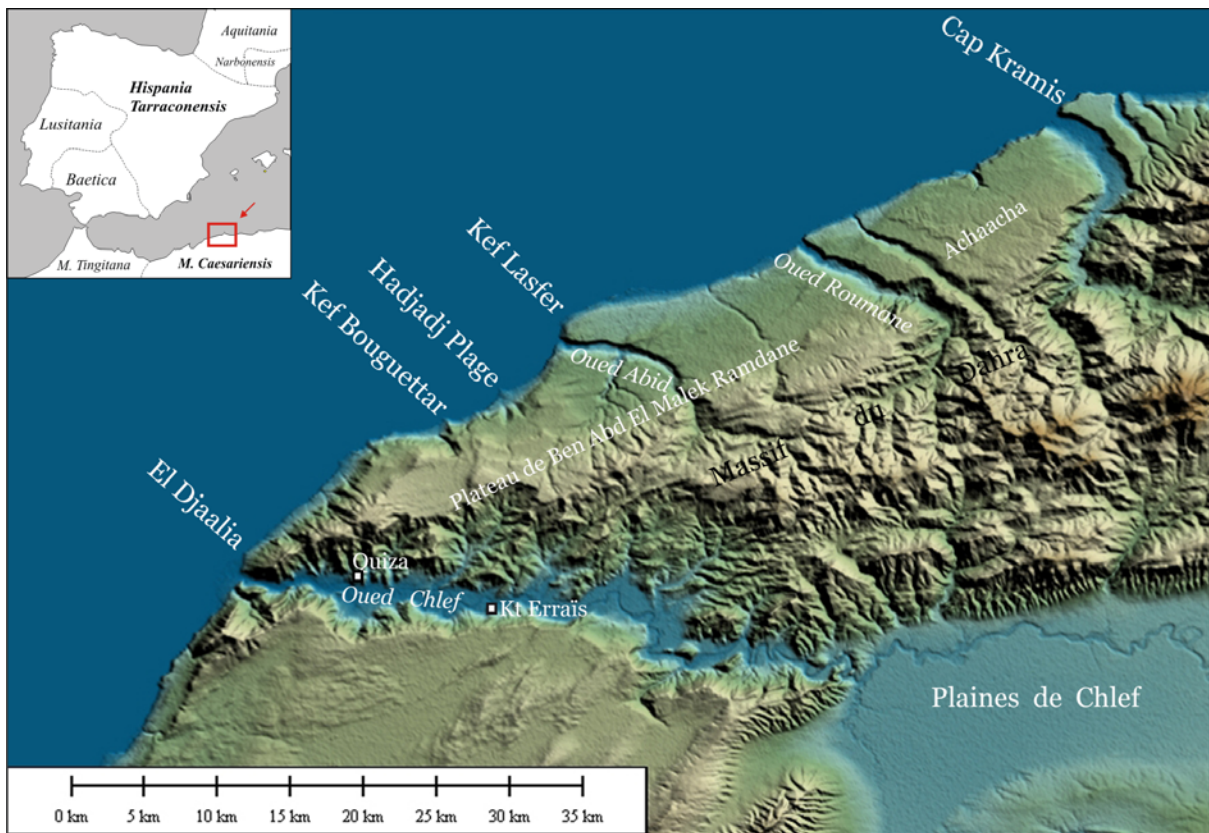 Aquitania
Narbonensis
Hispania
Tarraconensis
Lusitania
Baetica
M. Tingitana
M. Caesariensis
Cap Kramis
Achaacha
Kef Lasfer
Oued Roumane
Hadjadj Plage
Kef Bouguettar
Oued Abid
Plateau de Ben Abd El Malek Ramdane
Massif du Dahra
El Djaalia
Quiza
Oued Chlef
Kt Erraïs
Plaines de Chlef
0 km 5 km 10 km 15 km 20 km 25 km 30 km 35 km